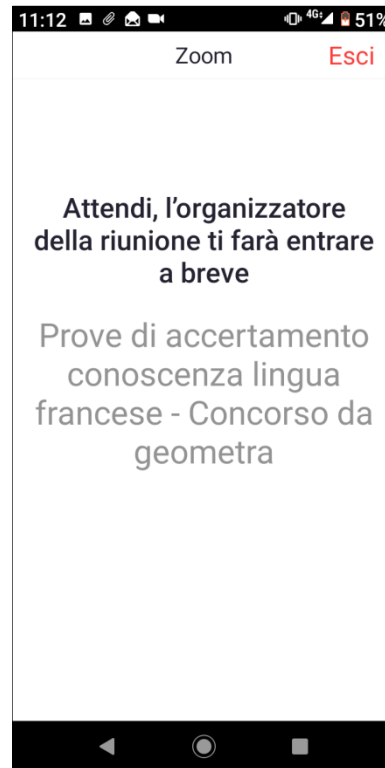 11:12 4G 51%
Zoom Esci
Attendi, l'organizzatore
della riunione ti farà entrare
a breve
Prove di accertamento
conoscenza lingua
francese - Concorso da
geometra